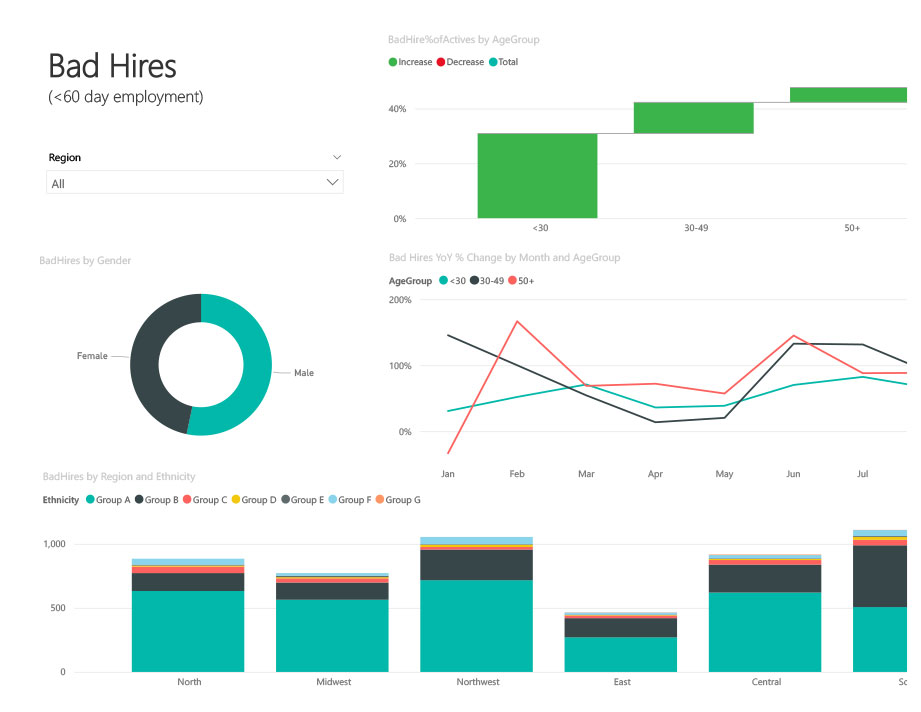 Bad Hires
(<60 day employment)
Region
All
BadHire%ofActives by AgeGroup
Increase Decrease Total
40%
20%
0%
<30 30-49 50+
BadHires by Gender
Female
Male
Bad Hires YoY % Change by Month and AgeGroup
AgeGroup <30 30-49 50+
200%
100%
0%
Jan Feb Mar Apr May Jun Jul
BadHires by Region and Ethnicity
Ethnicity Group A Group B Group C Group D Group E Group F Group G
1,000
500
0
North Midwest Northwest East Central